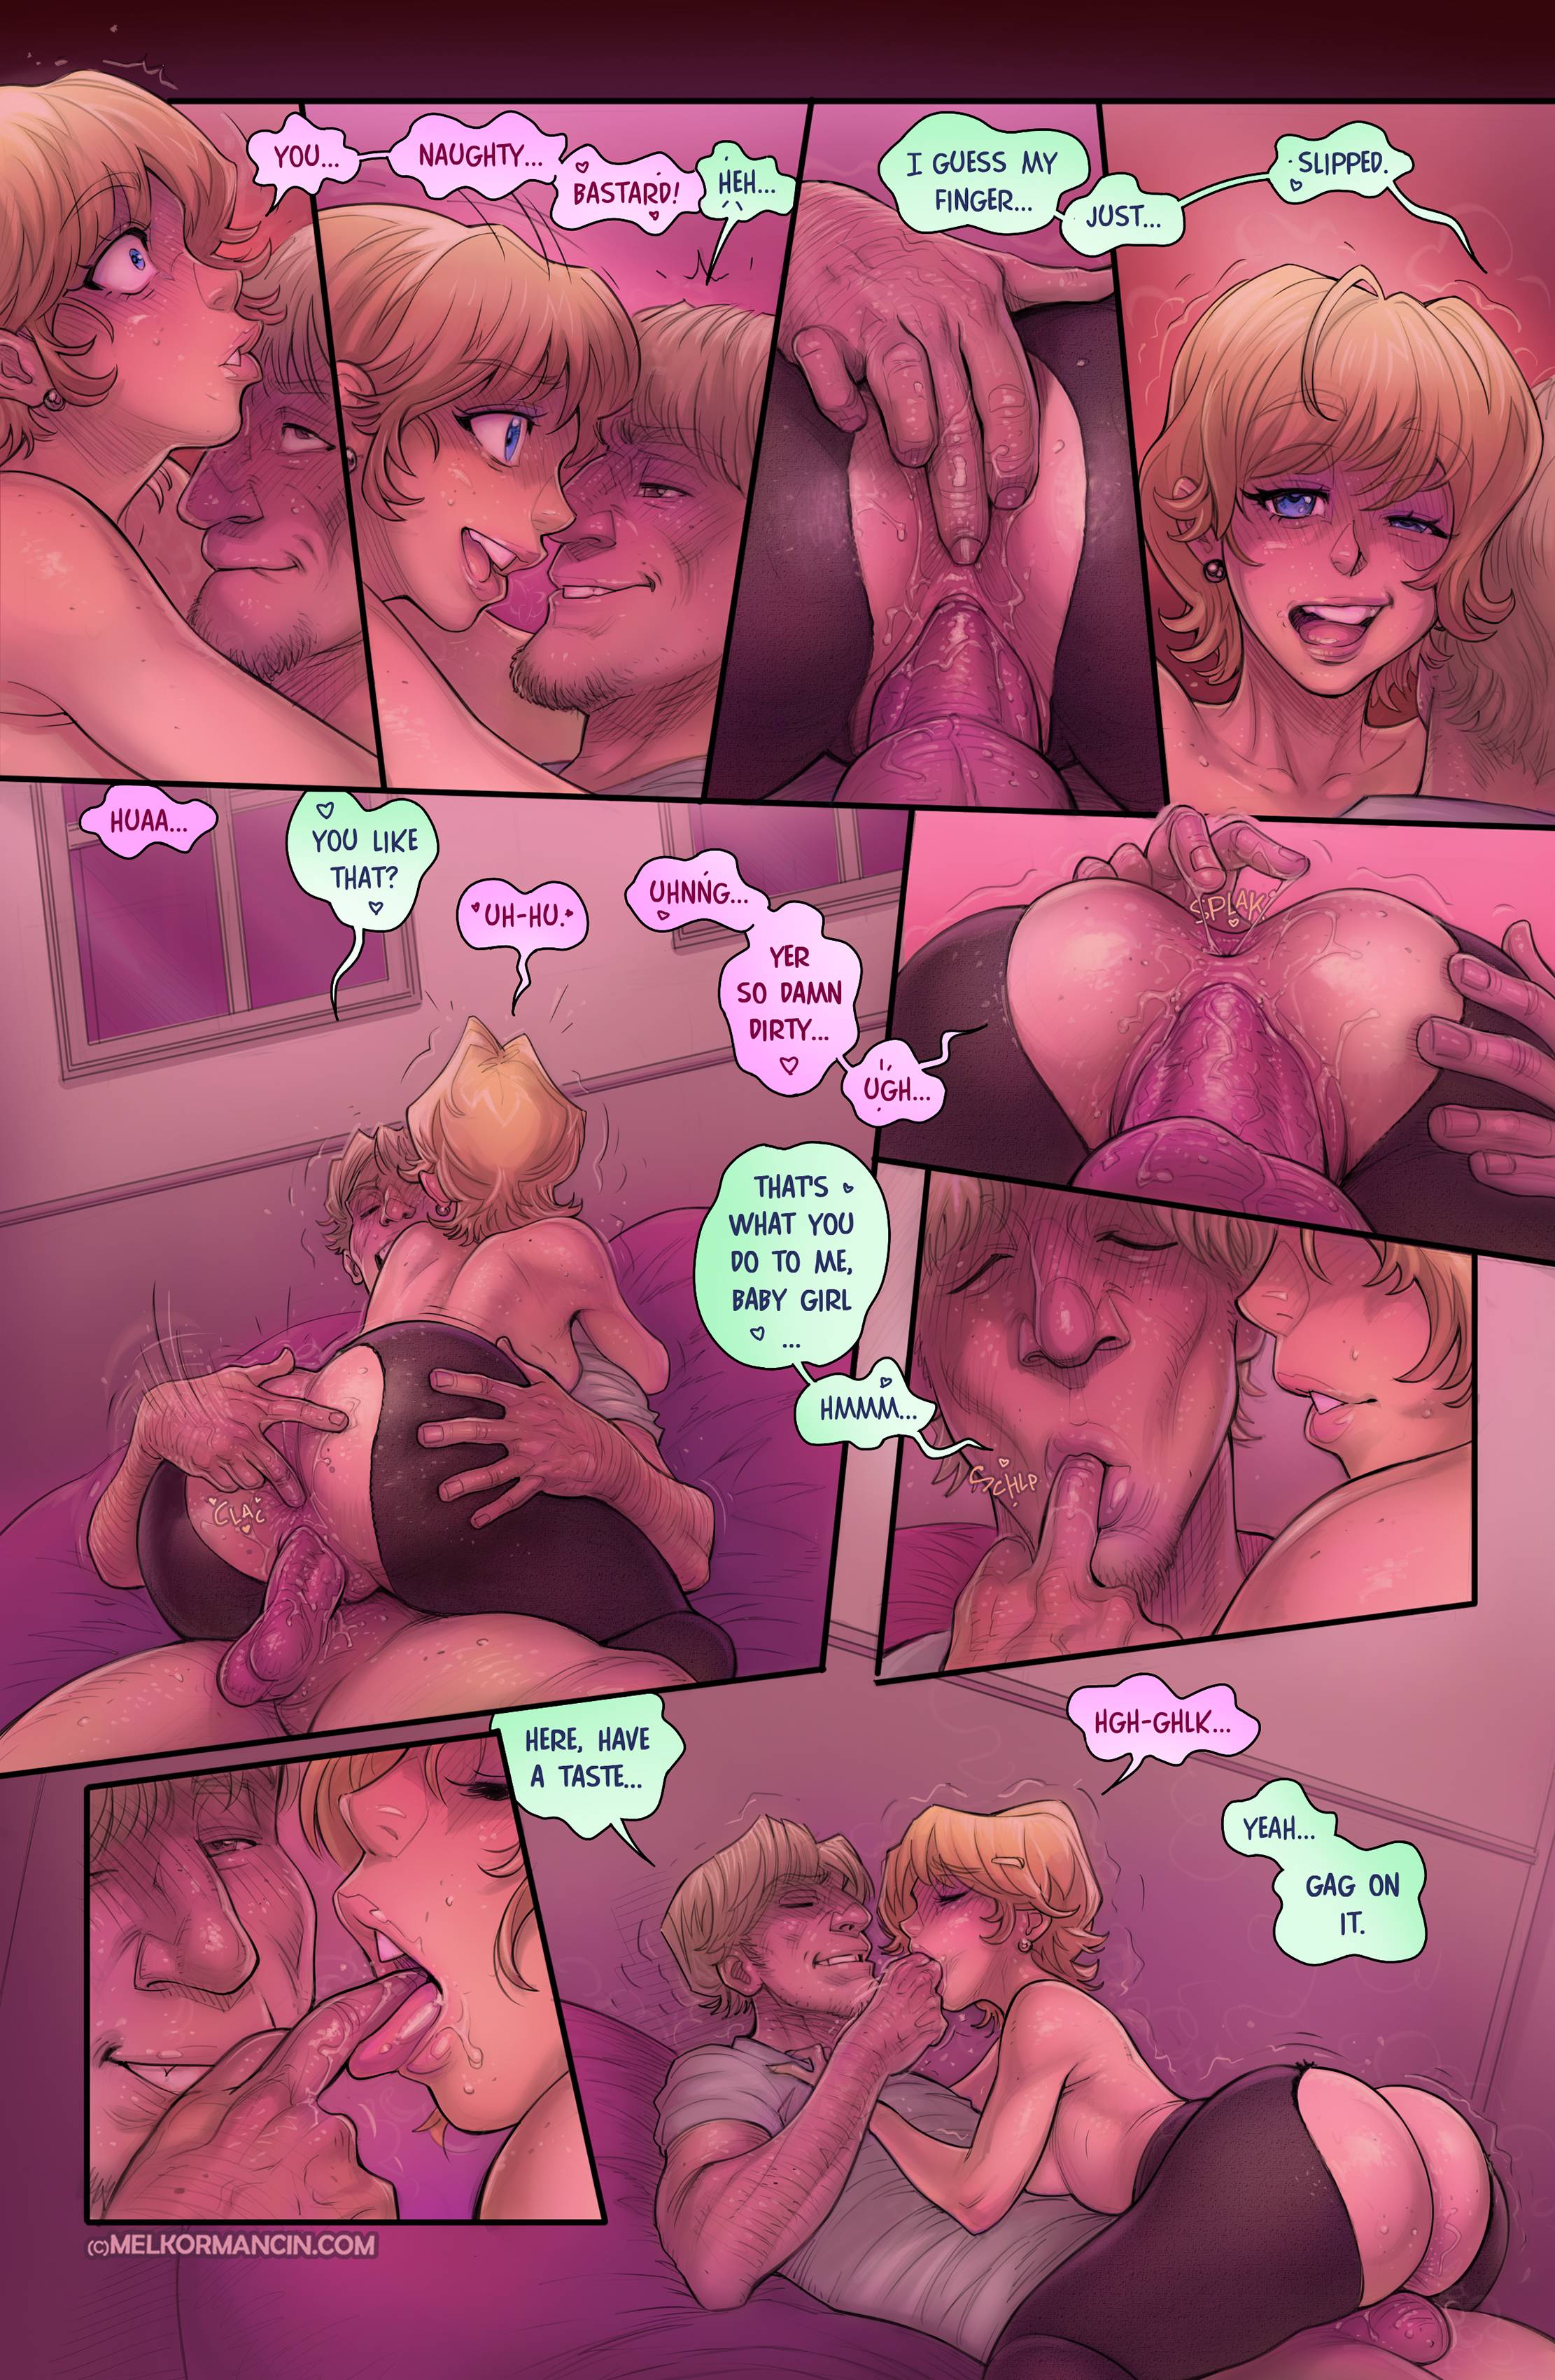 YOU...
NAUGHTY...
BASTARD!
HEH...
I GUESS MY
FINGER...
JUST...
SLIPPED.
HUAA...
YOU LIKE
THAT?
UH-HU.
UHNNG...
YER
SO DAMN
DIRTY...
UGH...
SPLAK
THAT'S
WHAT YOU
DO TO ME,
BABY GIRL
...
HMMM...
SCHLP
CLAC
HERE, HAVE
A TASTE...
HGH-GHLK...
YEAH...
GAG ON
IT.
(C)MELKORMANCIN.COM